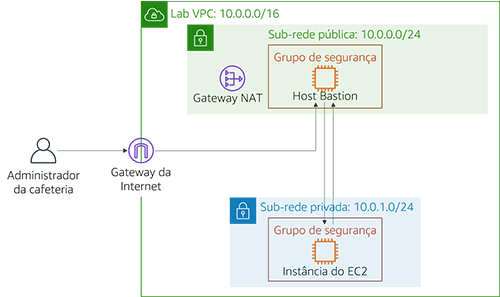 Lab VPC: 10.0.0.0/16
Sub-rede pública: 10.0.0.0/24
Grupo de segurança
Gateway NAT
Host Bastion
Administrador
da cafeteria
Gateway da
Internet
Sub-rede privada: 10.0.1.0/24
Grupo de segurança
Instância do EC2